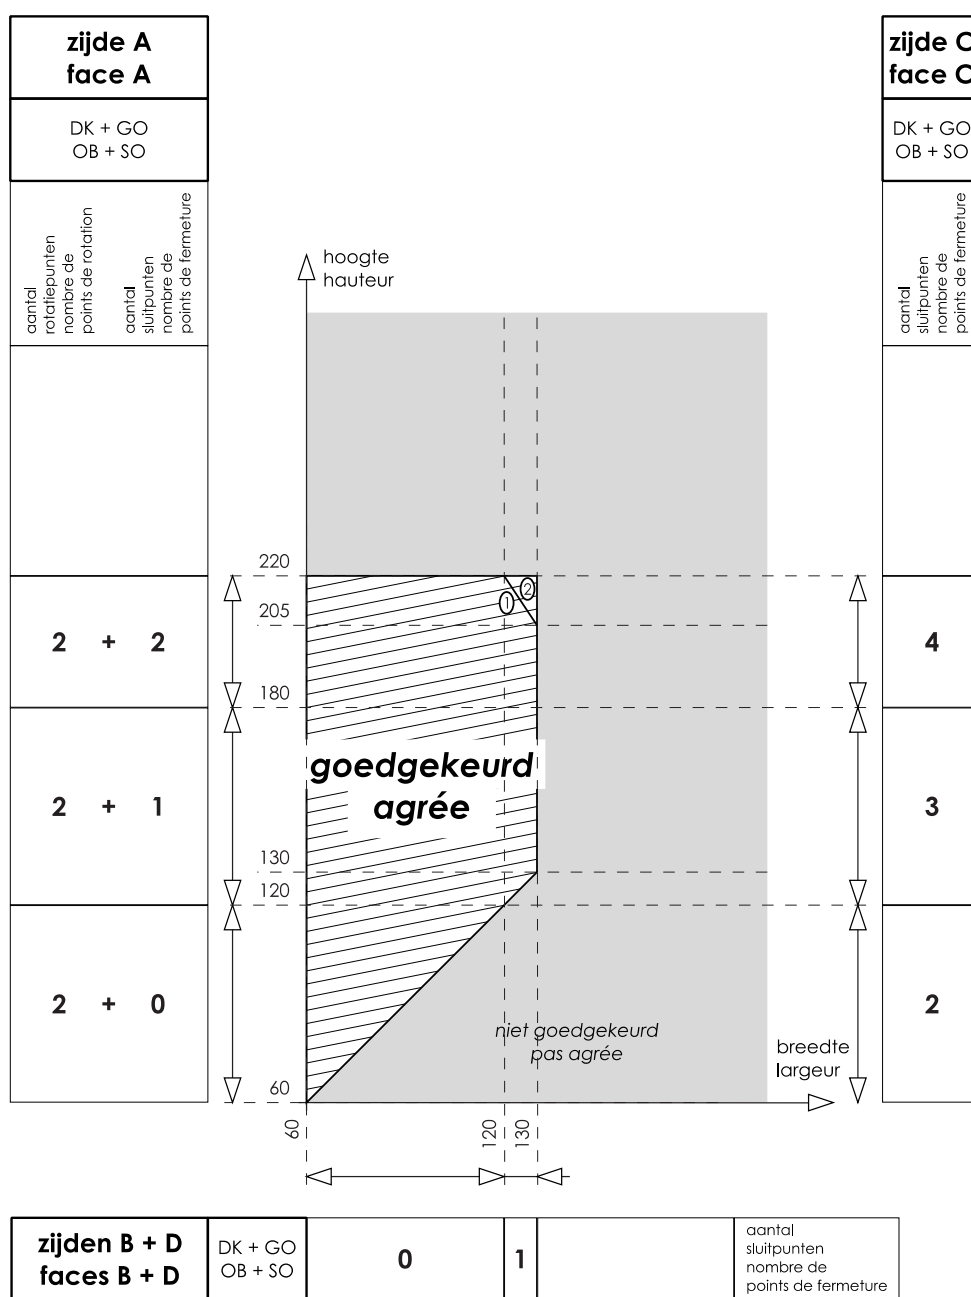 zijde A
face A
DK + GO
OB + SO
aantal
rotatiepunten
nombre de
points de rotation
aantal
sluitpunten
nombre de
points de fermeture
zijde C
face C
DK + GO
OB + SO
aantal
sluitpunten
nombre de
points de fermeture
hoogte
hauteur
220
205
180
130
120
60
1
2
2 + 2
2 + 1
2 + 0
4
3
2
goedgekeurd
agrée
niet goedgekeurd
pas agrée
breedte
largeur
60
120
130
zijden B + D
faces B + D
DK + GO
OB + SO
0
1
aantal
sluitpunten
nombre de
points de fermeture